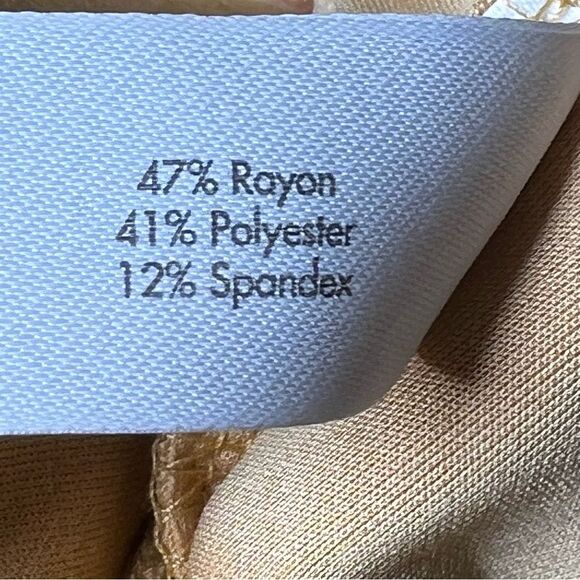 47% Rayon
41% Polyester
12% Spandex